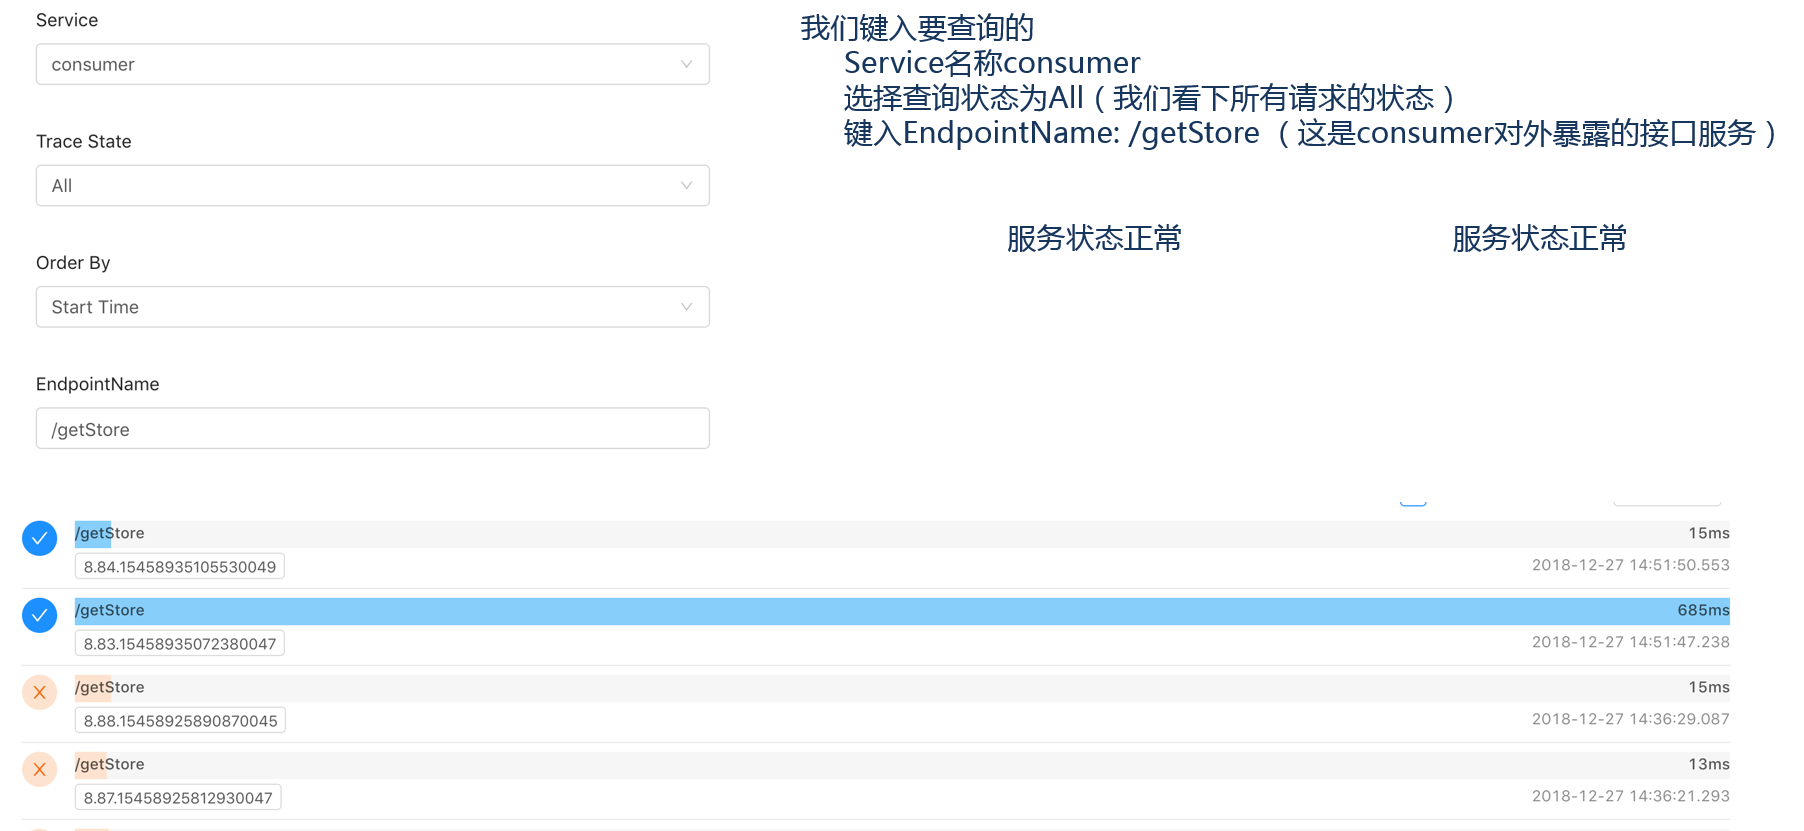 Service
consumer
Trace State
All
Order By
Start Time
EndpointName
/getStore
我们键入要查询的
Service名称consumer
选择查询状态为All（我们看下所有请求的状态）
键入EndpointName: /getStore （这是consumer对外暴露的接口服务）
服务状态正常 服务状态正常
/getStore 15ms
8.84.15458935105530049 2018-12-27 14:51:50.553
/getStore 685ms
8.83.15458935072380047 2018-12-27 14:51:47.238
/getStore 15ms
8.88.15458925890870045 2018-12-27 14:36:29.087
/getStore 13ms
8.87.15458925812930047 2018-12-27 14:36:21.293